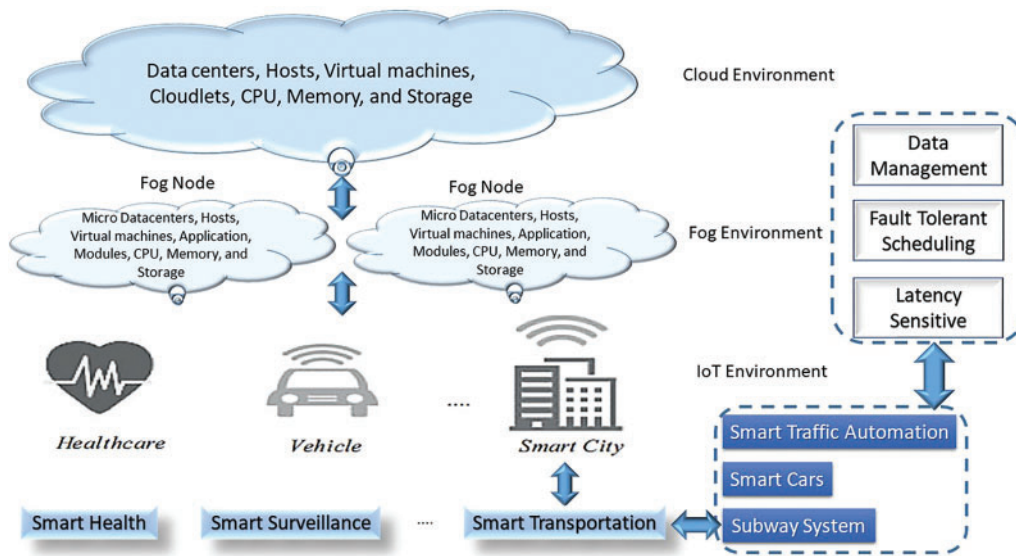 Data centers, Hosts, Virtual machines,
Cloudlets, CPU, Memory, and Storage
Cloud Environment
Fog Node
Fog Node
Micro Datacenters, Hosts,
Virtual machines, Application,
Modules, CPU, Memory, and
Storage
Micro Datacenters, Hosts,
Virtual machines, Application,
Modules, CPU, Memory, and
Storage
Fog Environment
Data
Management
Fault Tolerant
Scheduling
Latency
Sensitive
IoT Environment
Healthcare
Vehicle
....
Smart City
Smart Traffic Automation
Smart Cars
Subway System
Smart Health
Smart Surveillance
....
Smart Transportation